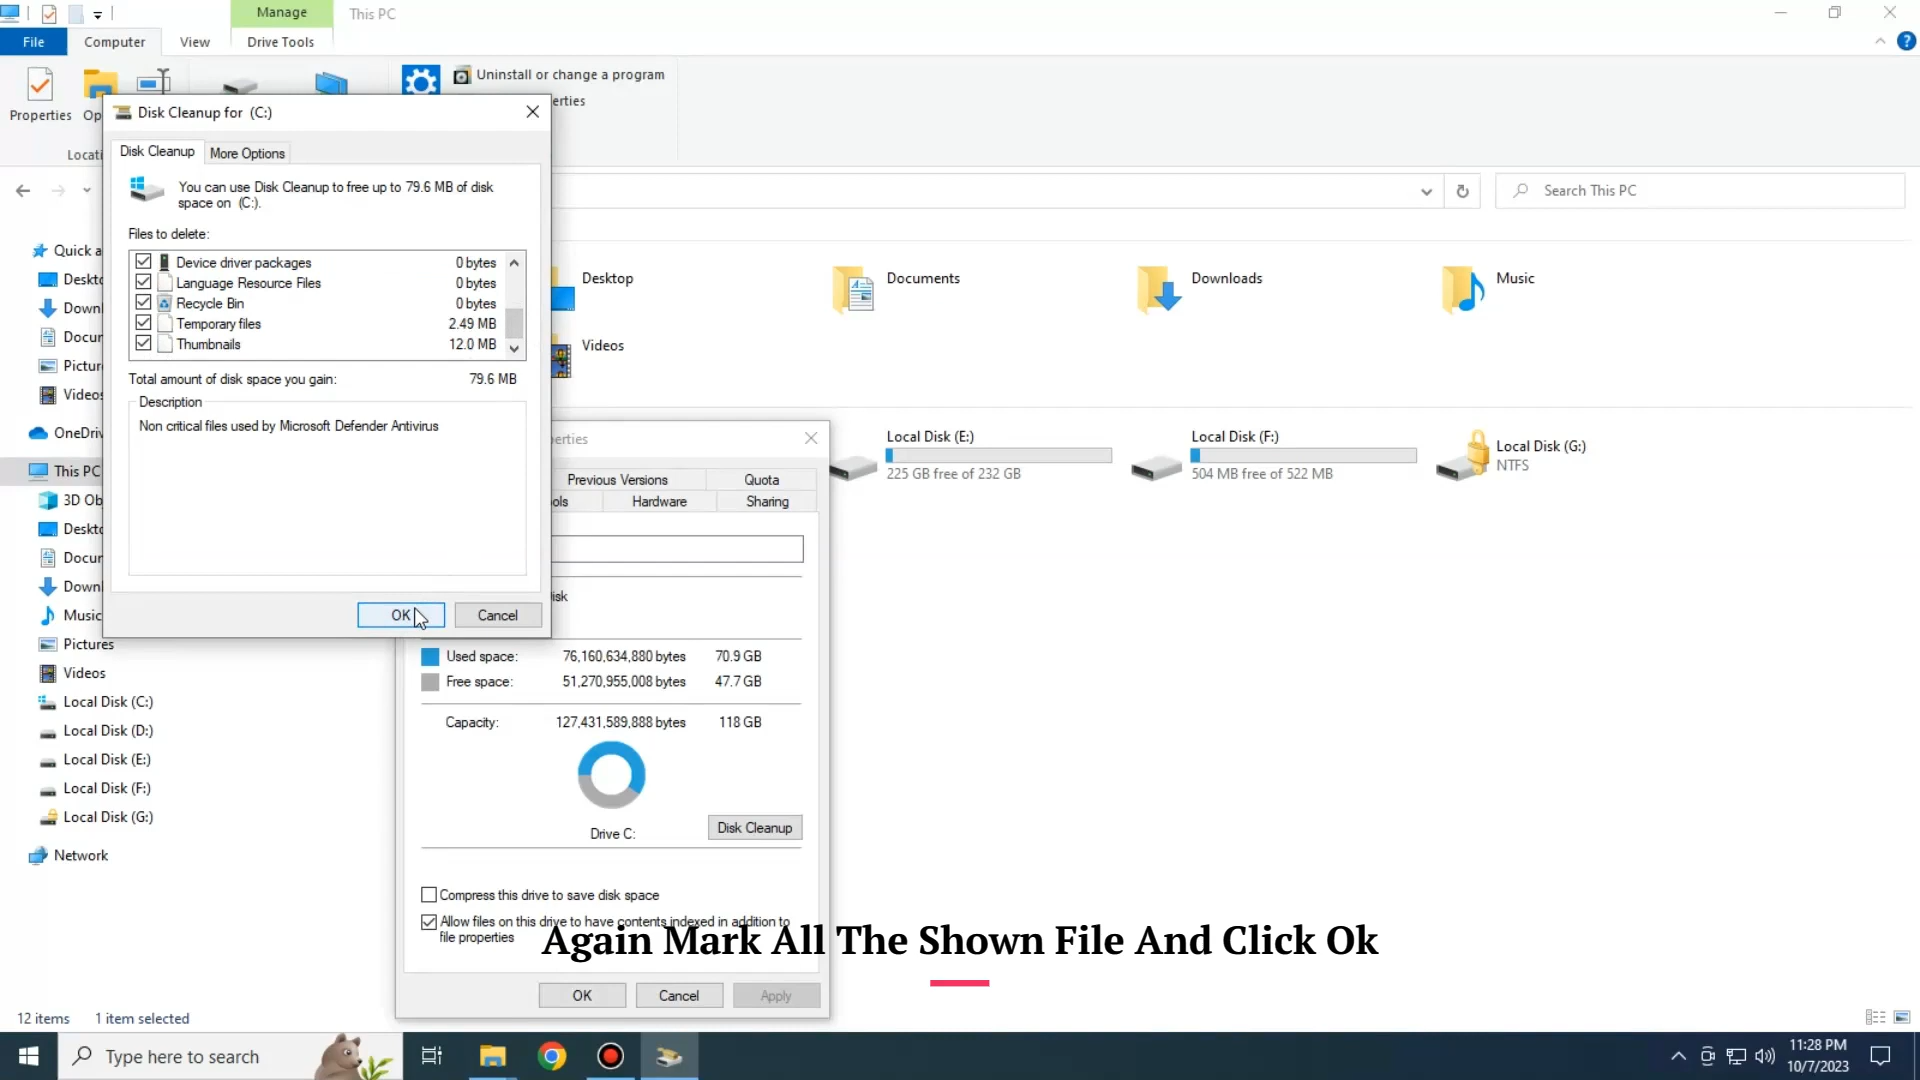 Manage
This PC
File
Computer
View
Drive Tools
Properties
Op
Uninstall or change a program
erties
Locati
Disk Cleanup for (C:)
Disk Cleanup
More Options
You can use Disk Cleanup to free up to 79.6 MB of disk
space on (C:).
Files to delete:
Device driver packages 0 bytes
Language Resource Files 0 bytes
Recycle Bin 0 bytes
Temporary files 2.49 MB
Thumbnails 12.0 MB
Total amount of disk space you gain: 79.6 MB
Description
Non critical files used by Microsoft Defender Antivirus
OK
Cancel
Search This PC
Quick a
Deskto
Downl
Docun
Picture
Videos
OneDriv
This PC
3D Ob
Deskto
Docun
Downl
Music
Pictures
Videos
Local Disk (C:)
Local Disk (D:)
Local Disk (E:)
Local Disk (F:)
Local Disk (G:)
Network
Desktop
Documents
Downloads
Music
Videos
Local Disk (E:)
225 GB free of 232 GB
Local Disk (F:)
504 MB free of 522 MB
Local Disk (G:)
NTFS
erties
Previous Versions
Quota
ols
Hardware
Sharing
isk
Used space: 76,160,634,880 bytes 70.9 GB
Free space: 51,270,955,008 bytes 47.7 GB
Capacity: 127,431,589,888 bytes 118 GB
Drive C:
Disk Cleanup
Compress this drive to save disk space
Allow files on this drive to have contents indexed in addition to
file properties
Again Mark All The Shown File And Click Ok
OK
Cancel
Apply
12 items
1 item selected
Type here to search
11:28 PM
10/7/2023